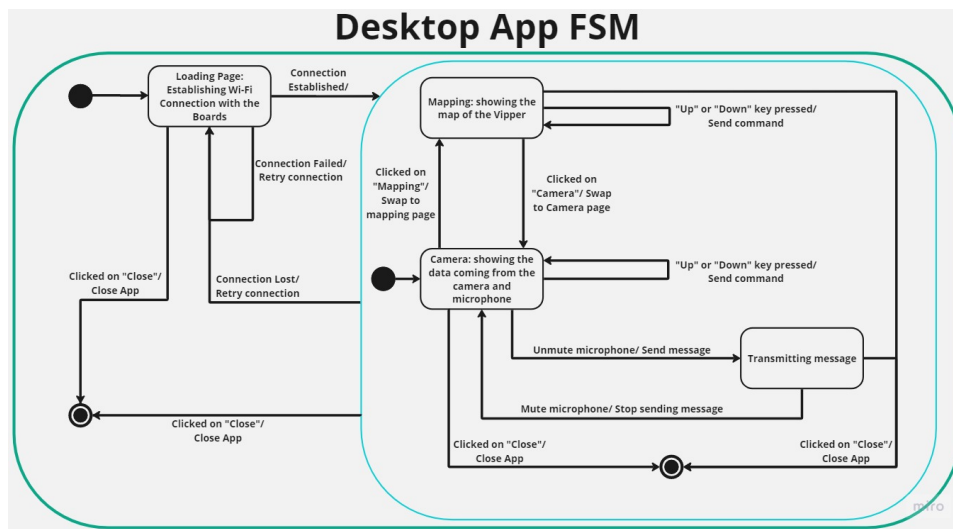 Desktop App FSM
Loading Page:
Establishing Wi-Fi
Connection with the
Boards
Connection
Established/
Mapping: showing the
map of the Vipper
"Up" or "Down" key pressed/
Send command
Connection Failed/
Retry connection
Clicked on
"Mapping"/
Swap to
mapping page
Clicked on
"Camera"/ Swap
to Camera page
Clicked on "Close"/
Close App
Connection Lost/
Retry connection
Camera: showing the
data coming from the
camera and
microphone
"Up" or "Down" key pressed/
Send command
Unmute microphone/ Send message
Transmitting message
Mute microphone/ Stop sending message
Clicked on "Close"/
Close App
Clicked on "Close"/
Close App
Clicked on "Close"/
Close App
miro